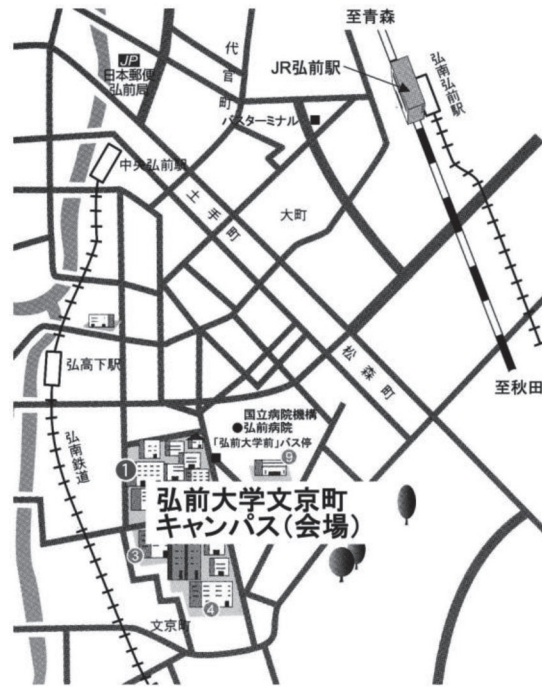 至青森
代官町
JP
日本郵便
弘前局
JR弘前駅
弘南弘前駅
バスターミナル
中央弘前駅
土手町
大町
松森町
弘高下駅
至秋田
国立病院機構
弘前病院
「弘前大学前」バス停
弘南鉄道
1
9
弘前大学文京町
キャンパス(会場)
3
4
文京町